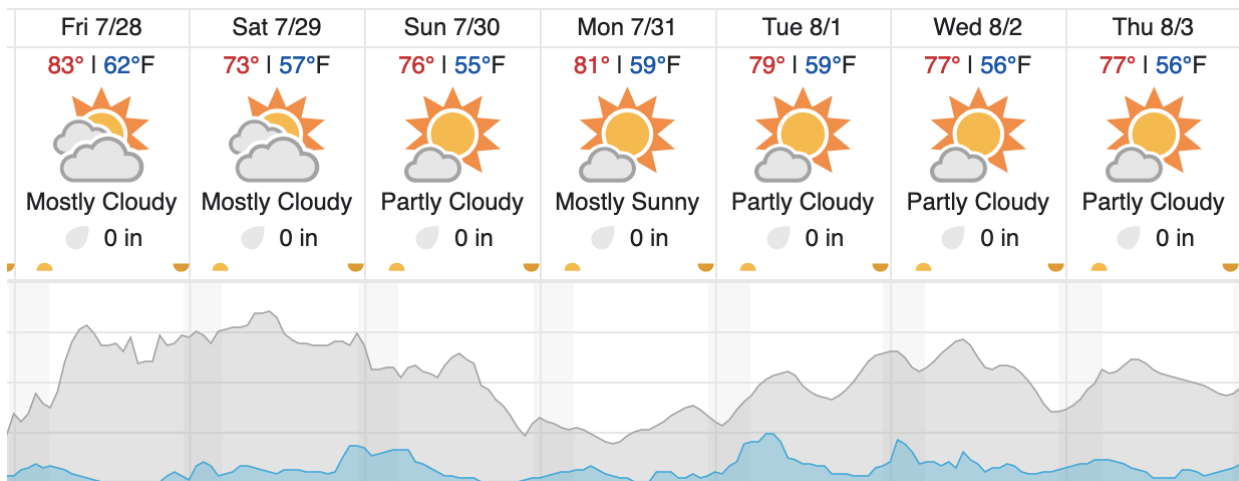 Fri 7/28
83° | 62°F
Mostly Cloudy
0 in
Sat 7/29
73° | 57°F
Mostly Cloudy
0 in
Sun 7/30
76° | 55°F
Partly Cloudy
0 in
Mon 7/31
81° | 59°F
Mostly Sunny
0 in
Tue 8/1
79° | 59°F
Partly Cloudy
0 in
Wed 8/2
77° | 56°F
Partly Cloudy
0 in
Thu 8/3
77° | 56°F
Partly Cloudy
0 in